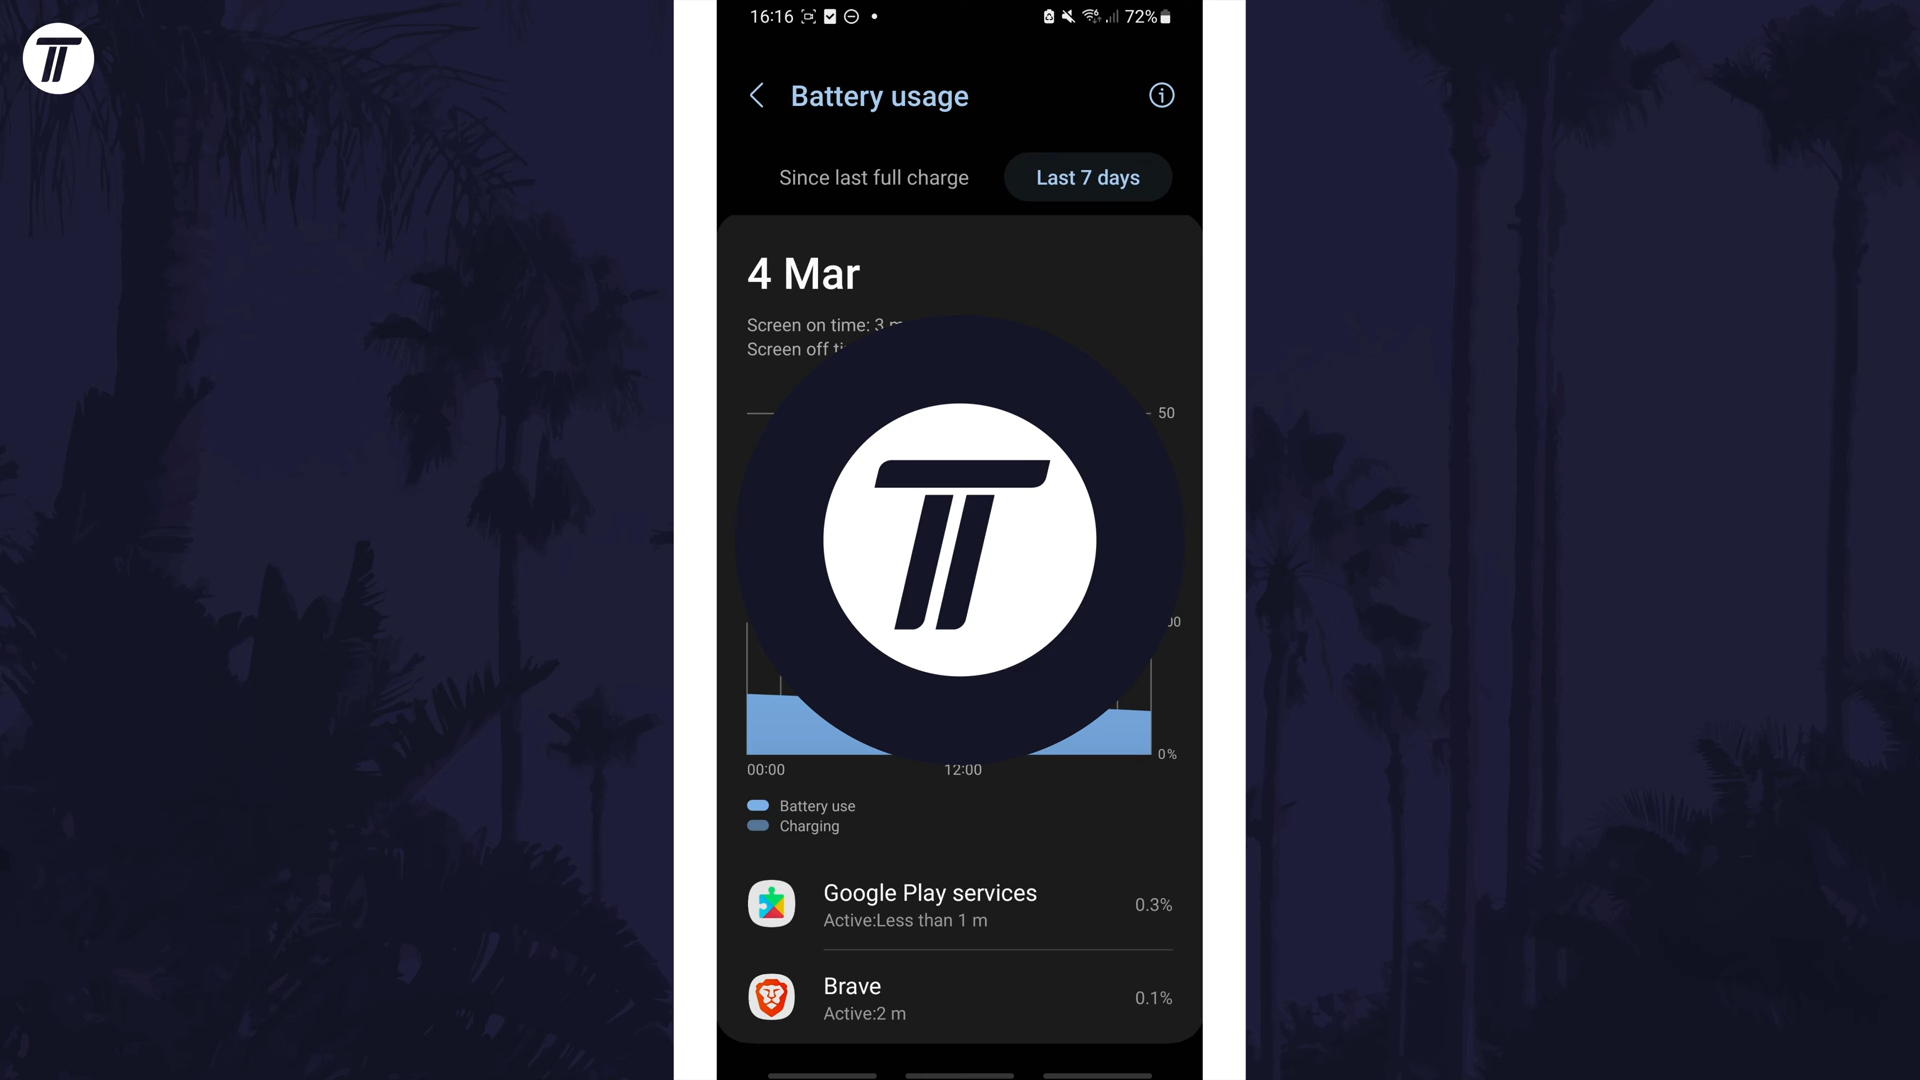 16:16
72%
Battery usage
Since last full charge
Last 7 days
4 Mar
Screen on time: 3
Screen off
50
0%
00:00
12:00
Battery use
Charging
Google Play services
Active:Less than 1 m
0.3%
Brave
Active:2 m
0.1%